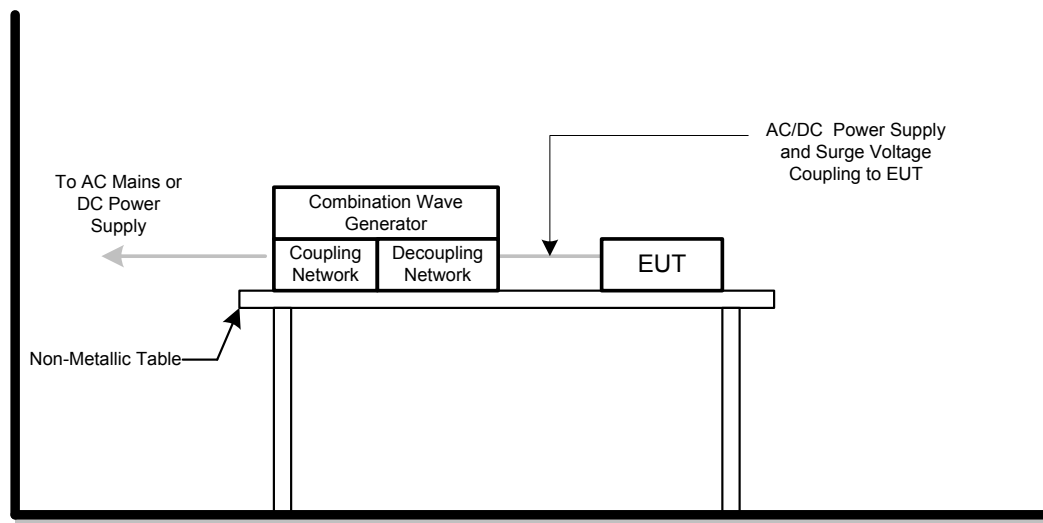 AC/DC Power Supply
and Surge Voltage
Coupling to EUT
To AC Mains or
DC Power
Supply
Combination Wave
Generator
Coupling
Network
Decoupling
Network
EUT
Non-Metallic Table